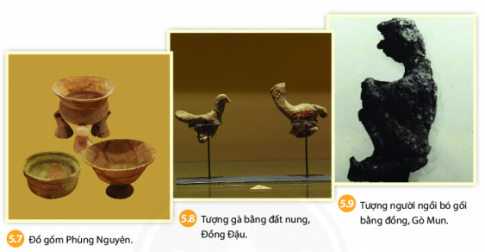 5.7 Đồ gốm Phùng Nguyên.
5.8 Tượng gà bằng đất nung,
Đồng Đậu.
5.9 Tượng người ngồi bó gối
bằng đồng, Gò Mun.